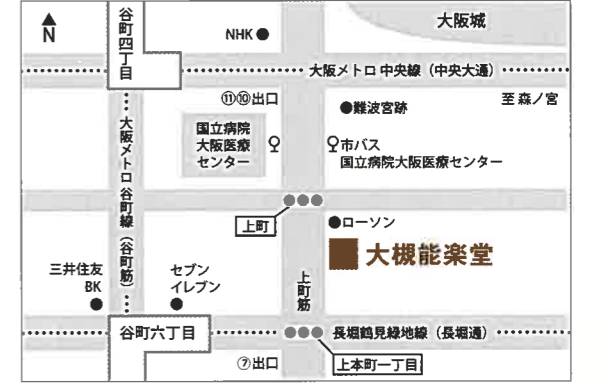 N
谷町四丁目
NHK
大阪城
大阪メトロ 中央線（中央大通）
⑪⑩出口
難波宮跡
至 森ノ宮
国立病院
大阪医療
センター
市バス
国立病院大阪医療センター
大阪メトロ 谷町線（谷町筋）
上町
ローソン
大槻能楽堂
三井住友
BK
セブン
イレブン
上町筋
谷町六丁目
長堀鶴見緑地線（長堀通）
⑦出口
上本町一丁目